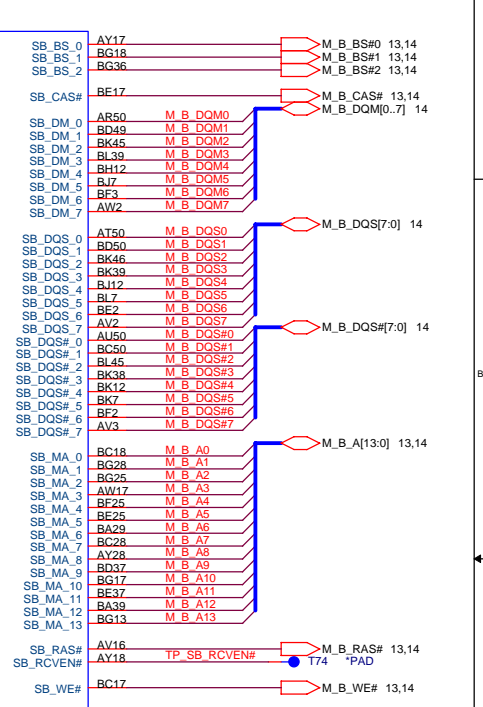 SB_BS_0 AY17 M_B_BS#0 13,14
SB_BS_1 BG18 M_B_BS#1 13,14
SB_BS_2 BG36 M_B_BS#2 13,14
SB_CAS# BE17 M_B_CAS# 13,14
M_B_DQM[0..7] 14
SB_DM_0 AR50 M_B_DQM0
SB_DM_1 BD49 M_B_DQM1
SB_DM_2 BK45 M_B_DQM2
SB_DM_3 BL39 M_B_DQM3
SB_DM_4 BH12 M_B_DQM4
SB_DM_5 BJ7 M_B_DQM5
SB_DM_6 BF3 M_B_DQM6
SB_DM_7 AW2 M_B_DQM7
M_B_DQS[7:0] 14
SB_DQS_0 AT50 M_B_DQS0
SB_DQS_1 BD50 M_B_DQS1
SB_DQS_2 BK46 M_B_DQS2
SB_DQS_3 BK39 M_B_DQS3
SB_DQS_4 BJ12 M_B_DQS4
SB_DQS_5 BL7 M_B_DQS5
SB_DQS_6 BE2 M_B_DQS6
SB_DQS_7 AV2 M_B_DQS7
M_B_DQS#[7:0] 14
SB_DQS#_0 AU50 M_B_DQS#0
SB_DQS#_1 BC50 M_B_DQS#1
SB_DQS#_2 BL45 M_B_DQS#2
SB_DQS#_3 BK38 M_B_DQS#3
SB_DQS#_4 BK12 M_B_DQS#4
SB_DQS#_5 BK7 M_B_DQS#5
SB_DQS#_6 BF2 M_B_DQS#6
SB_DQS#_7 AV3 M_B_DQS#7
B
M_B_A[13:0] 13,14
SB_MA_0 BC18 M_B_A0
SB_MA_1 BG28 M_B_A1
SB_MA_2 BG25 M_B_A2
SB_MA_3 AW17 M_B_A3
SB_MA_4 BF25 M_B_A4
SB_MA_5 BE25 M_B_A5
SB_MA_6 BA29 M_B_A6
SB_MA_7 BC28 M_B_A7
SB_MA_8 AY28 M_B_A8
SB_MA_9 BD37 M_B_A9
SB_MA_10 BG17 M_B_A10
SB_MA_11 BE37 M_B_A11
SB_MA_12 BA39 M_B_A12
SB_MA_13 BG13 M_B_A13
SB_RAS# AV16 M_B_RAS# 13,14
SB_RCVEN# AY18 TP_SB_RCVEN# T74 *PAD
SB_WE# BC17 M_B_WE# 13,14